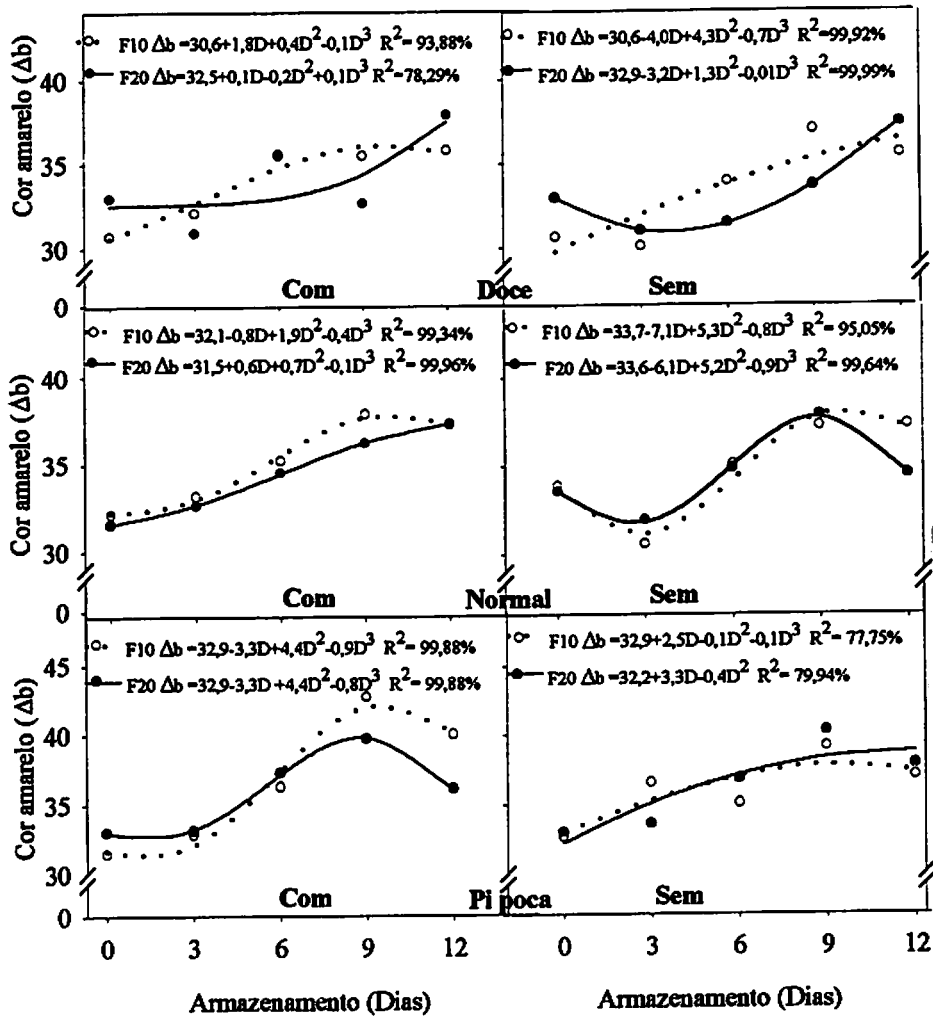 F10 Δb =30,6+1,8D+0,4D²-0,1D³ R²= 93,88%
F20 Δb=32,5+0,1D-0,2D²+0,1D³ R²= 78,29%
F10 Δb =30,6-4,0D+4,3D²-0,7D³ R²=99,92%
F20 Δb =32,9-3,2D+1,3D²-0,01D³ R²=99,99%
Cor amarelo (Δb)
40
35
30
0
Com
Doce
Sem
F10 Δb =32,1-0,8D+1,9D²-0,4D³ R²= 99,34%
F20 Δb =31,5+0,6D+0,7D²-0,1D³ R²= 99,96%
F10 Δb =33,7-7,1D+5,3D²-0,8D³ R²= 95,05%
F20 Δb =33,6-6,1D+5,2D²-0,9D³ R²= 99,64%
Cor amarelo (Δb)
40
35
30
0
Com
Normal
Sem
F10 Δb =32,9-3,3D+4,4D²-0,9D³ R²= 99,88%
F20 Δb =32,9-3,3D +4,4D²-0,8D³ R²= 99,88%
F10 Δb =32,9+2,5D-0,1D²-0,1D³ R²= 77,75%
F20 Δb =32,2+3,3D-0,4D² R²= 79,94%
Cor amarelo (Δb)
45
40
35
30
0
Com
Pi poca
Sem
0 3 6 9 12
0 3 6 9 12
Armazenamento (Dias)
Armazenamento (Dias)